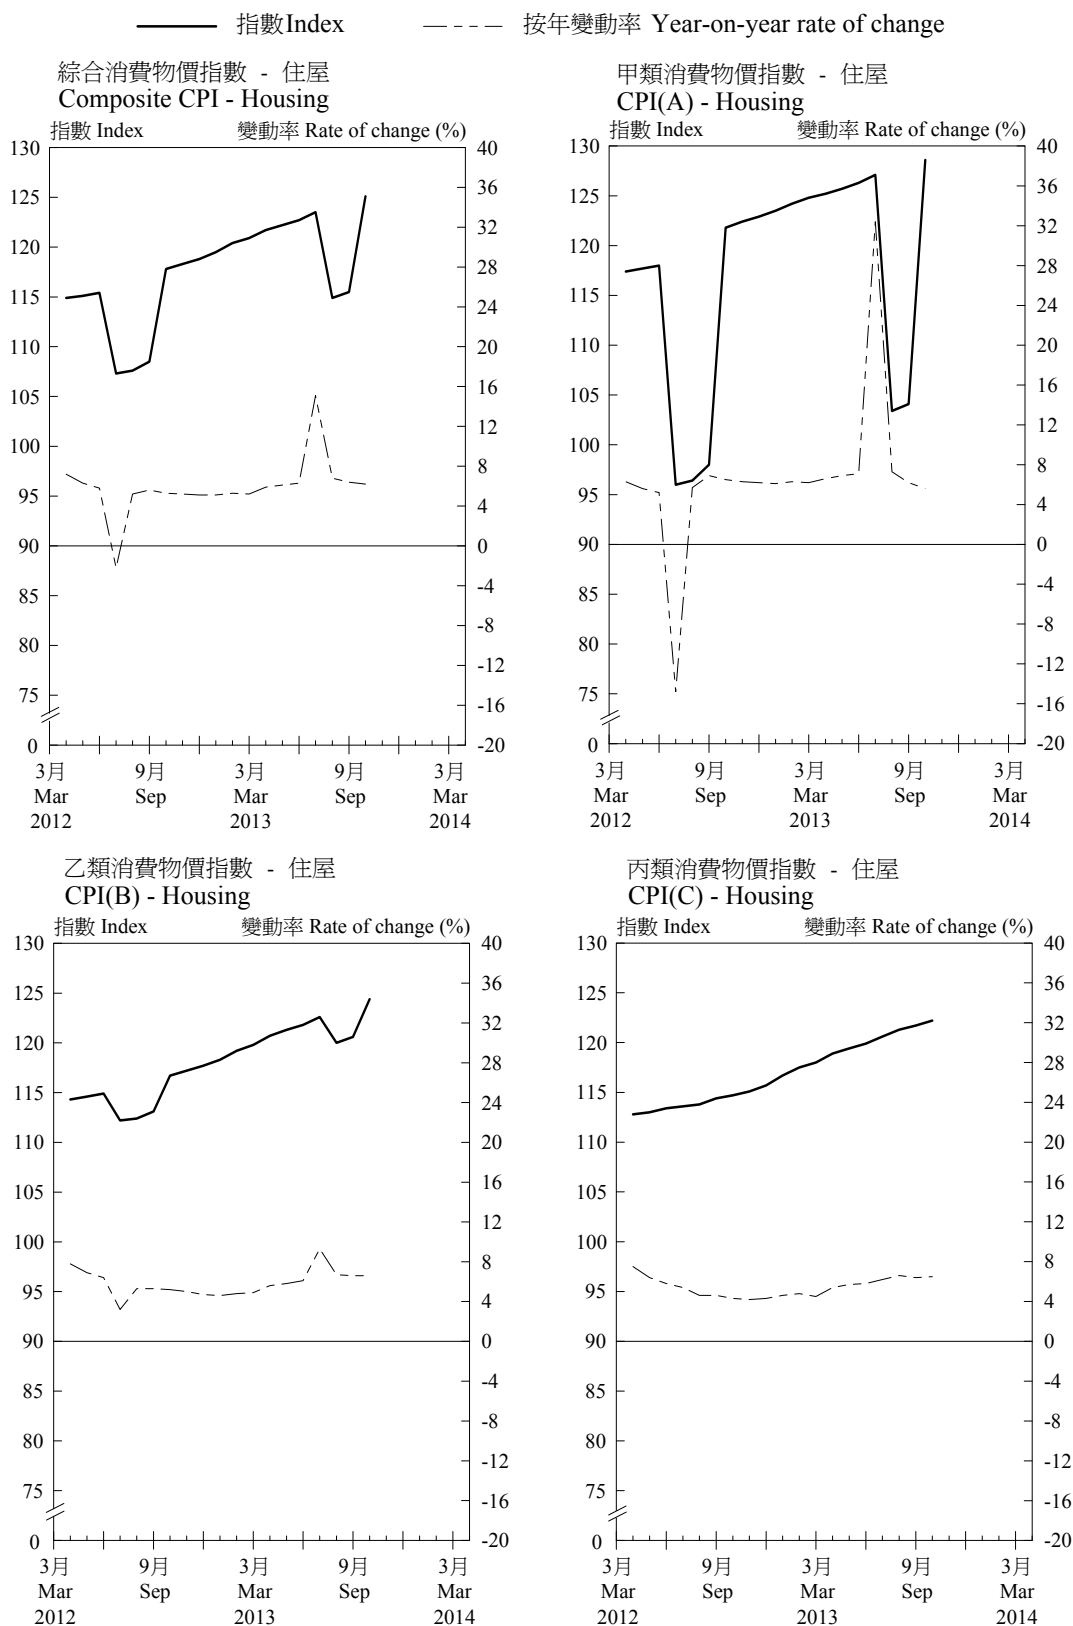 指數Index
按年變動率 Year-on-year rate of change
綜合消費物價指數 - 住屋
Composite CPI - Housing
指數 Index 變動率 Rate of change (%)
130 40
125 36
120 32
115 28
110 24
105 20
100 16
95 12
90 8
85 4
80 0
75 -4
0 -8
-12
-16
-20
3月 9月 3月 9月 3月
Mar Sep Mar Sep Mar
2012 2013 2014
甲類消費物價指數 - 住屋
CPI(A) - Housing
指數 Index 變動率 Rate of change (%)
130 40
125 36
120 32
115 28
110 24
105 20
100 16
95 12
90 8
85 4
80 0
75 -4
0 -8
-12
-16
-20
3月 9月 3月 9月 3月
Mar Sep Mar Sep Mar
2012 2013 2014
乙類消費物價指數 - 住屋
CPI(B) - Housing
指數 Index 變動率 Rate of change (%)
130 40
125 36
120 32
115 28
110 24
105 20
100 16
95 12
90 8
85 4
80 0
75 -4
0 -8
-12
-16
-20
3月 9月 3月 9月 3月
Mar Sep Mar Sep Mar
2012 2013 2014
丙類消費物價指數 - 住屋
CPI(C) - Housing
指數 Index 變動率 Rate of change (%)
130 40
125 36
120 32
115 28
110 24
105 20
100 16
95 12
90 8
85 4
80 0
75 -4
0 -8
-12
-16
-20
3月 9月 3月 9月 3月
Mar Sep Mar Sep Mar
2012 2013 2014